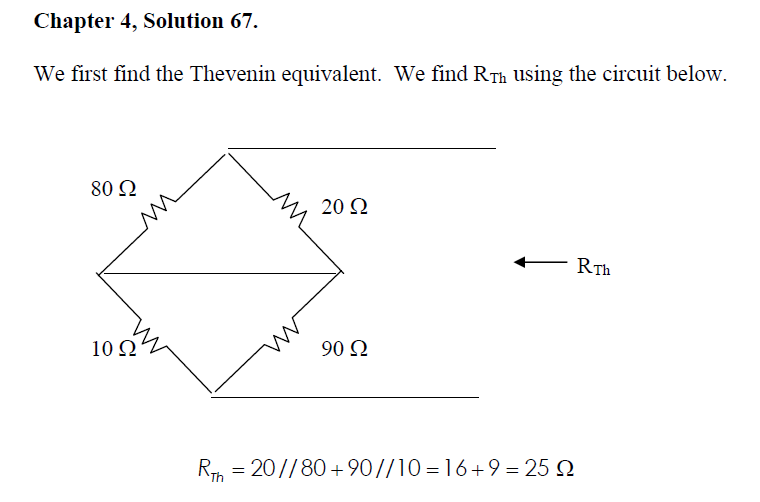 Chapter 4, Solution 67.
We first find the Thevenin equivalent. We find RTh using the circuit below.
80 Ω
20 Ω
RTh
10 Ω
90 Ω
RTh = 20//80 + 90//10 = 16 + 9 = 25 Ω